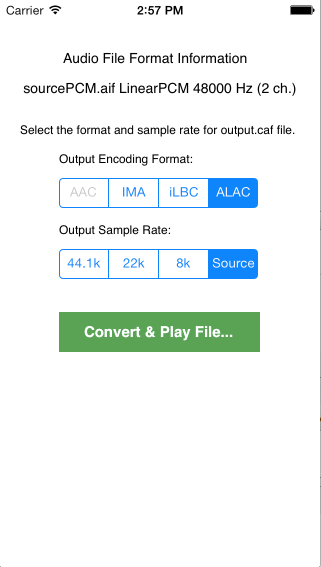 Carrier 2:57 PM
Audio File Format Information
sourcePCM.aif LinearPCM 48000 Hz (2 ch.)
Select the format and sample rate for output.caf file.
Output Encoding Format:
AAC IMA iLBC ALAC
Output Sample Rate:
44.1k 22k 8k Source
Convert & Play File...